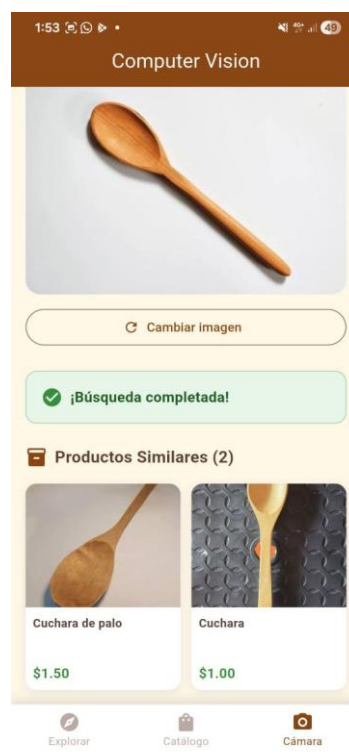 1:53
49
Computer Vision
Cambiar imagen
¡Búsqueda completada!
Productos Similares (2)
Cuchara de palo
Cuchara
$1.50
$1.00
Explorar
Catálogo
Cámara